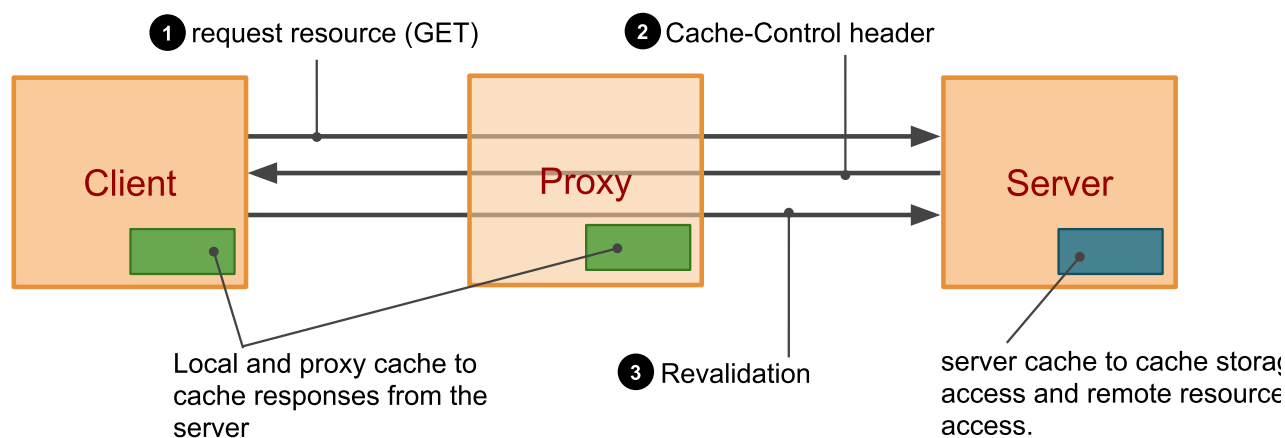 1 request resource (GET)
2 Cache-Control header
Client
Proxy
Server
Local and proxy cache to
cache responses from the
server
3 Revalidation
server cache to cache storag
access and remote resource
access.